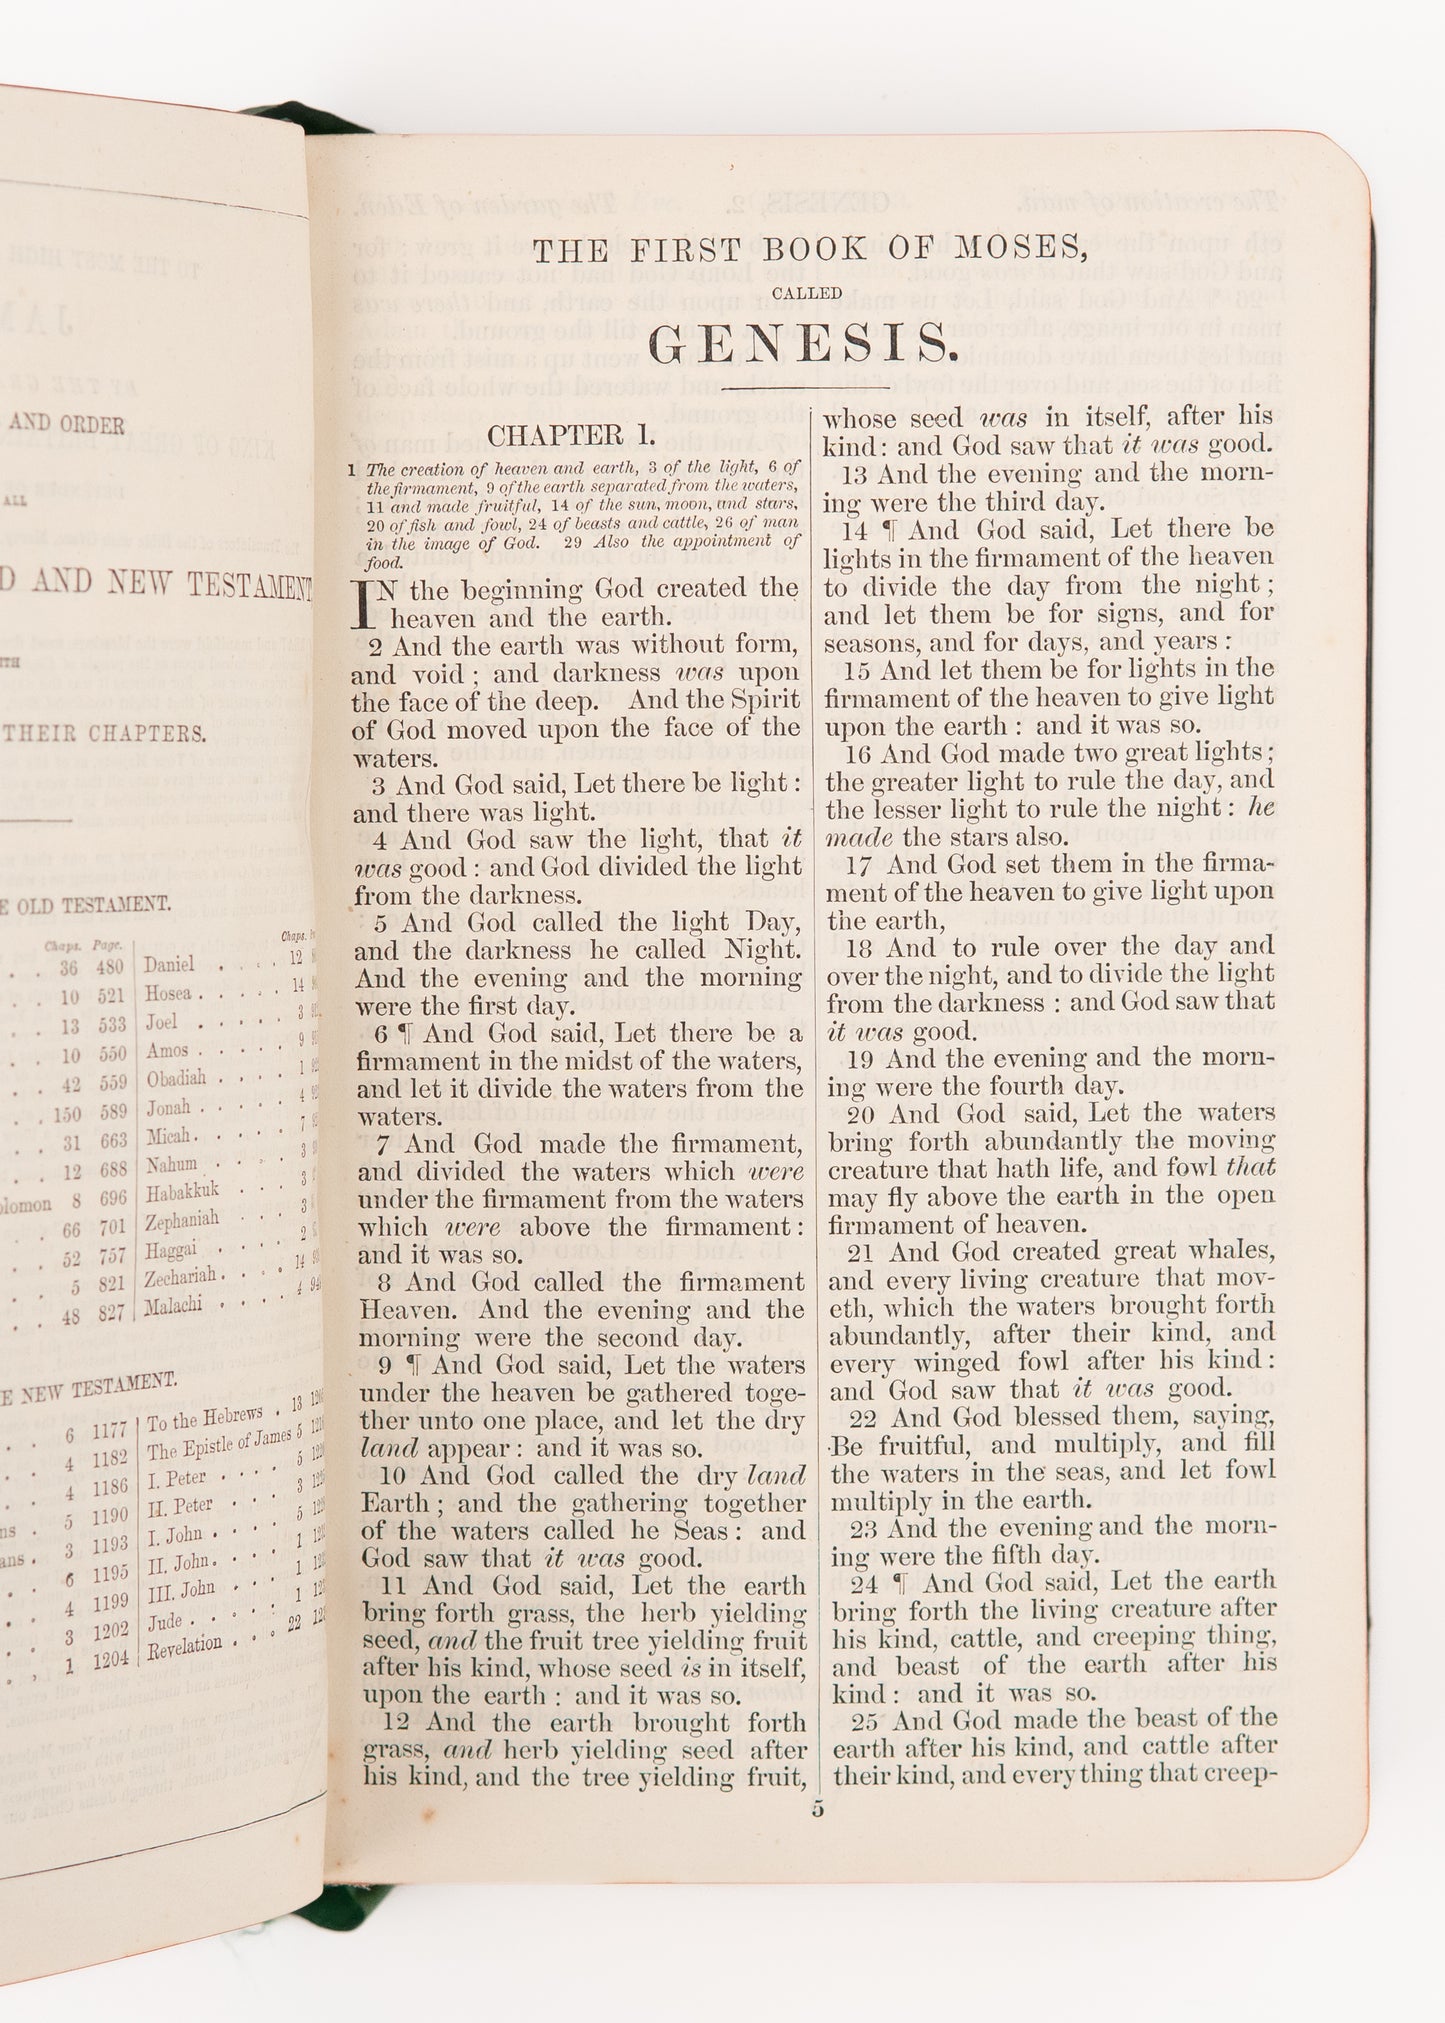 AND ORDER
ALL
D AND NEW TESTAMENT
THEIR CHAPTERS.
E OLD TESTAMENT.
Chaps. Page. Chaps.
36 480 Daniel . . . . 12
10 521 Hosea . . . . . 14
13 533 Joel . . . . . 3
10 550 Amos . . . . . 9
42 559 Obadiah . . . . 1
150 589 Jonah . . . . . 4
31 663 Micah . . . . . 7
12 688 Nahum . . . . 3
olomon 8 696 Habakkuk . . . 3
66 701 Zephaniah . . . 3
52 757 Haggai . . . . 2
5 821 Zechariah . . . . 14
48 827 Malachi . . . . 4
E NEW TESTAMENT.
6 1177 To the Hebrews . 13
4 1182 The Epistle of James 5
4 1186 I. Peter . . . . 5
5 1190 II. Peter . . . 3
3 1193 I. John . . . . 5
6 1195 II. John . . . . 1
4 1199 III. John . . . 1
3 1202 Jude . . . . . 1
1 1204 Revelation . . . 22
THE FIRST BOOK OF MOSES,
CALLED
GENESIS.
CHAPTER 1.
1 The creation of heaven and earth, 3 of the light, 6 of
the firmament, 9 of the earth separated from the waters,
11 and made fruitful, 14 of the sun, moon, and stars,
20 of fish and fowl, 24 of beasts and cattle, 26 of man
in the image of God. 29 Also the appointment of
food.
IN the beginning God created the
heaven and the earth.
2 And the earth was without form,
and void ; and darkness was upon
the face of the deep. And the Spirit
of God moved upon the face of the
waters.
3 And God said, Let there be light :
and there was light.
4 And God saw the light, that it
was good : and God divided the light
from the darkness.
5 And God called the light Day,
and the darkness he called Night.
And the evening and the morning
were the first day.
6 ¶ And God said, Let there be a
firmament in the midst of the waters,
and let it divide the waters from the
waters.
7 And God made the firmament,
and divided the waters which were
under the firmament from the waters
which were above the firmament :
and it was so.
8 And God called the firmament
Heaven. And the evening and the
morning were the second day.
9 ¶ And God said, Let the waters
under the heaven be gathered toge-
ther unto one place, and let the dry
land appear : and it was so.
10 And God called the dry land
Earth ; and the gathering together
of the waters called he Seas : and
God saw that it was good.
11 And God said, Let the earth
bring forth grass, the herb yielding
seed, and the fruit tree yielding fruit
after his kind, whose seed is in itself,
upon the earth : and it was so.
12 And the earth brought forth
grass, and herb yielding seed after
his kind, and the tree yielding fruit,
whose seed was in itself, after his
kind : and God saw that it was good.
13 And the evening and the morn-
ing were the third day.
14 ¶ And God said, Let there be
lights in the firmament of the heaven
to divide the day from the night ;
and let them be for signs, and for
seasons, and for days, and years :
15 And let them be for lights in the
firmament of the heaven to give light
upon the earth : and it was so.
16 And God made two great lights ;
the greater light to rule the day, and
the lesser light to rule the night : he
made the stars also.
17 And God set them in the firma-
ment of the heaven to give light upon
the earth,
18 And to rule over the day and
over the night, and to divide the light
from the darkness : and God saw that
it was good.
19 And the evening and the morn-
ing were the fourth day.
20 And God said, Let the waters
bring forth abundantly the moving
creature that hath life, and fowl that
may fly above the earth in the open
firmament of heaven.
21 And God created great whales,
and every living creature that mov-
eth, which the waters brought forth
abundantly, after their kind, and
every winged fowl after his kind :
and God saw that it was good.
22 And God blessed them, saying,
Be fruitful, and multiply, and fill
the waters in the seas, and let fowl
multiply in the earth.
23 And the evening and the morn-
ing were the fifth day.
24 ¶ And God said, Let the earth
bring forth the living creature after
his kind, cattle, and creeping thing,
and beast of the earth after his
kind : and it was so.
25 And God made the beast of the
earth after his kind, and cattle after
their kind, and every thing that creep-
5